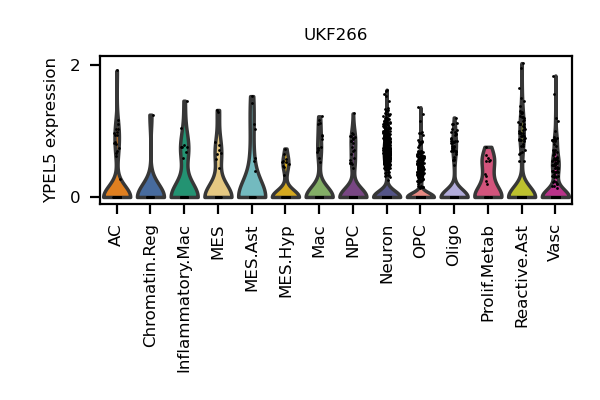 UKF266
YPEL5 expression
2
0
AC
Chromatin.Reg
Inflammatory.Mac
MES
MES.Ast
MES.Hyp
Mac
NPC
Neuron
OPC
Oligo
Prolif.Metab
Reactive.Ast
Vasc